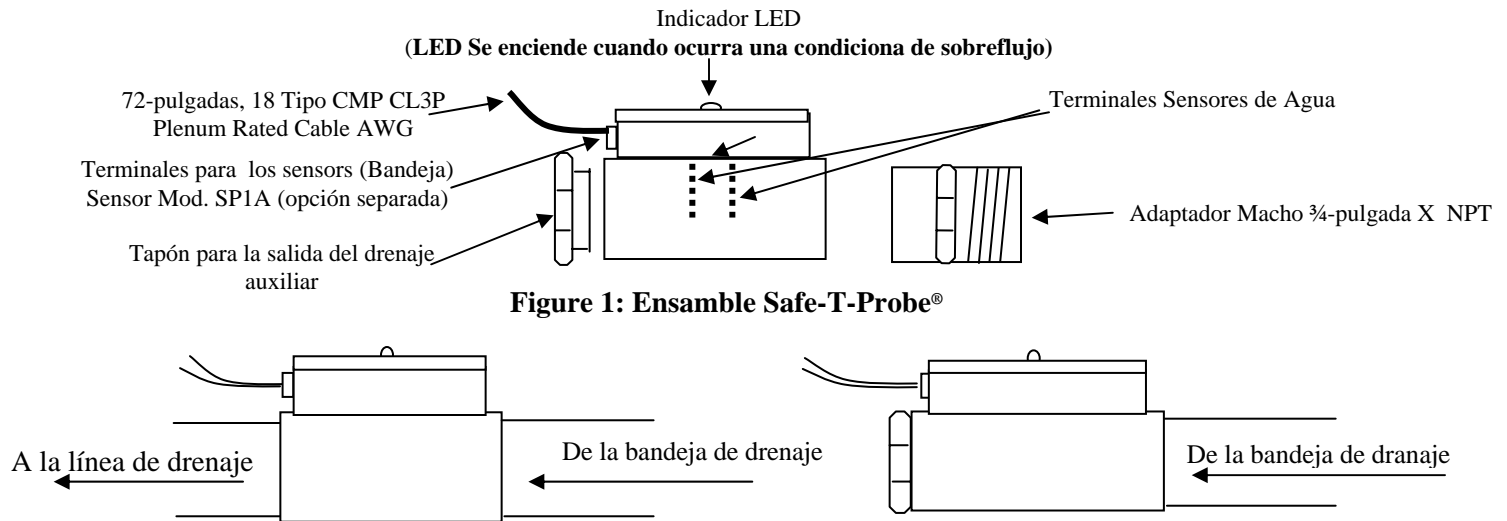 Indicador LED
(LED Se enciende cuando ocurra una condiciona de sobreflujo)
72-pulgadas, 18 Tipo CMP CL3P
Plenum Rated Cable AWG
Terminales Sensores de Agua
Terminales para los sensors (Bandeja)
Sensor Mod. SP1A (opción separada)
Adaptador Macho ¾-pulgada X NPT
Tapón para la salida del drenaje
auxiliar
Figure 1: Ensamble Safe-T-Probe®
A la línea de drenaje
De la bandeja de drenaje
De la bandeja de dranaje